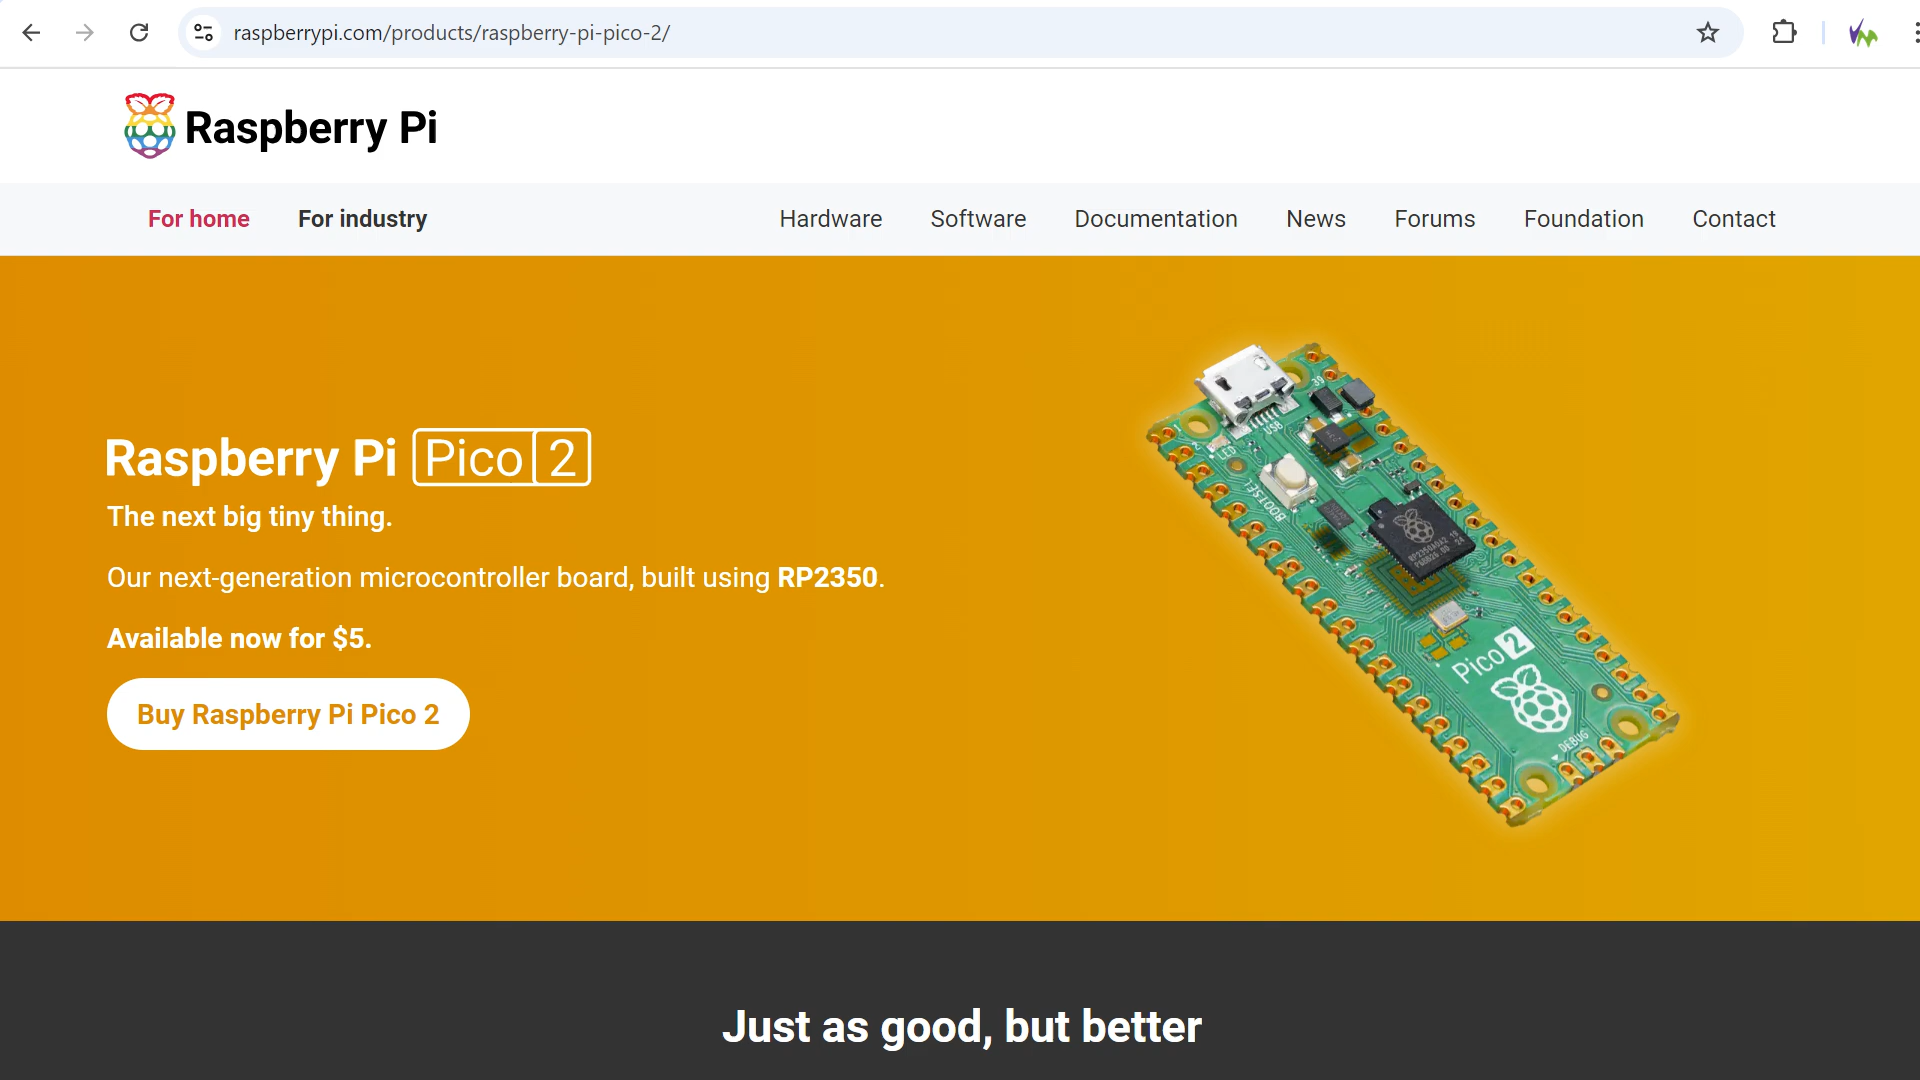 raspberrypi.com/products/raspberry-pi-pico-2/
Raspberry Pi
For home For industry Hardware Software Documentation News Forums Foundation Contact
Raspberry Pi Pico 2
The next big tiny thing.
Our next-generation microcontroller board, built using RP2350.
Available now for $5.
Buy Raspberry Pi Pico 2
USB
39
1
2
LED
BOOTSEL
Pico 2
DEBUG
Just as good, but better